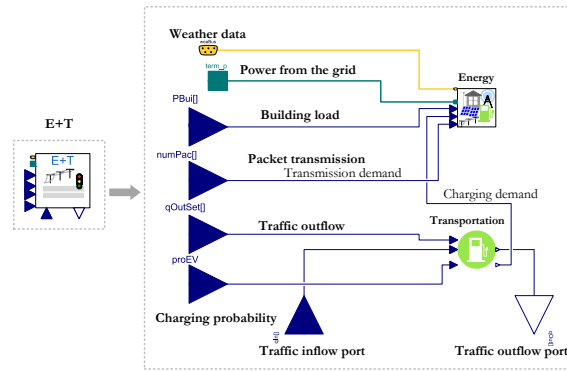 Weather data
weaBus
term_p
Power from the grid
Energy
PBui[]
Building load
E+T
E+T
numPac[]
Packet transmission
Transmission demand
Charging demand
qOutSet[]
Traffic outflow
Transportation
proEV
Charging probability
Traffic inflow port
Traffic outflow port